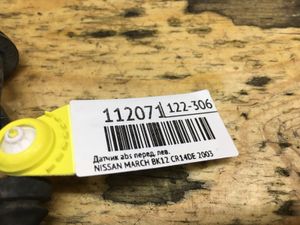 112071 122-306
Датчик abs перед. лев.
NISSAN MARCH BK12 CR14DE 2003